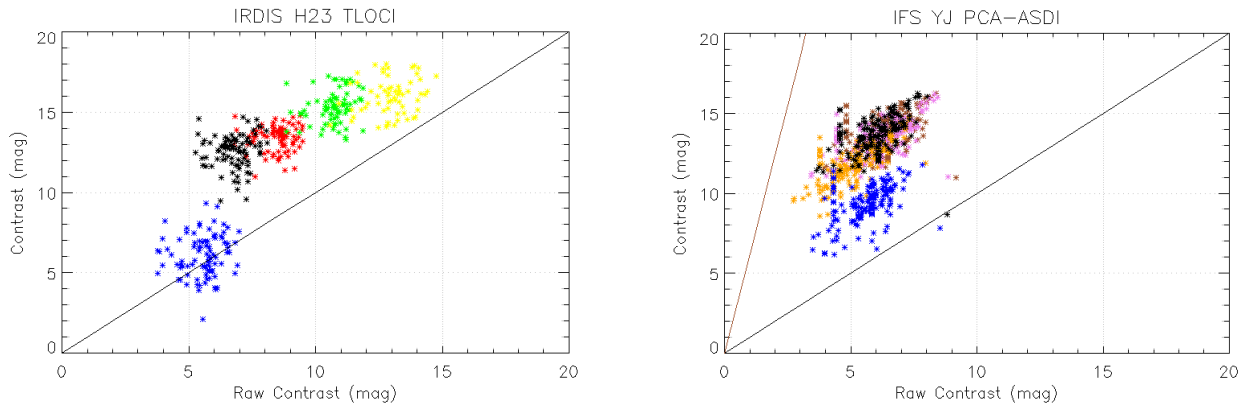 IRDIS H23 TLOCI
20
15
10
5
0
Contrast (mag)
0 5 10 15 20
Raw Contrast (mag)
IFS YJ PCA-ASDI
20
15
10
5
0
Contrast (mag)
0 5 10 15 20
Raw Contrast (mag)